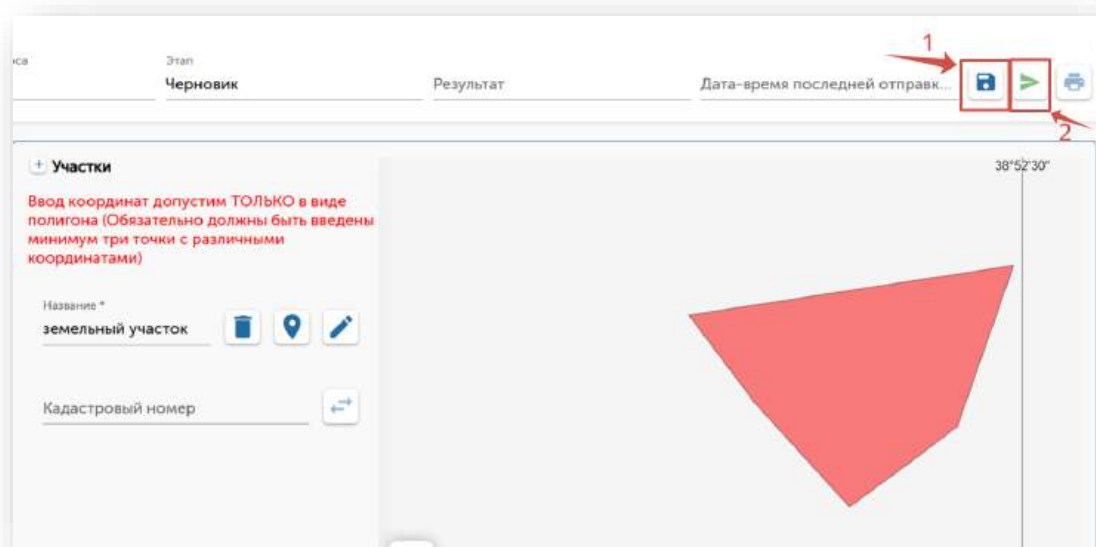 1
оса
Этап
Черновик
Результат
Дата-время последней отправк...
2
Участки
38°52'30"
Ввод координат допустим ТОЛЬКО в виде
полигона (Обязательно должны быть введены
минимум три точки с различными
координатами)
Название *
земельный участок
Кадастровый номер